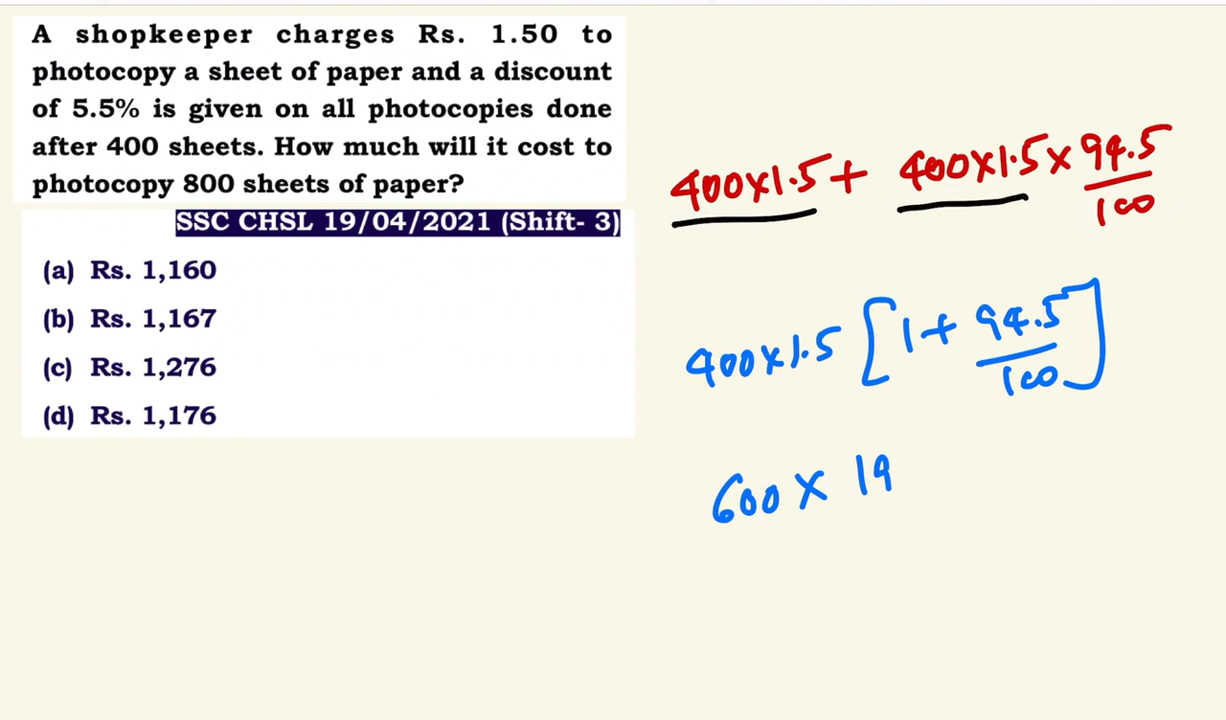 A shopkeeper charges Rs. 1.50 to
photocopy a sheet of paper and a discount
of 5.5% is given on all photocopies done
after 400 sheets. How much will it cost to
photocopy 800 sheets of paper?
SSC CHSL 19/04/2021 (Shift- 3)
(a) Rs. 1,160
(b) Rs. 1,167
(c) Rs. 1,276
(d) Rs. 1,176
400×1.5 + 400×1.5 × 94.5
100
400×1.5 [1 + 94.5]
100
600 × 19